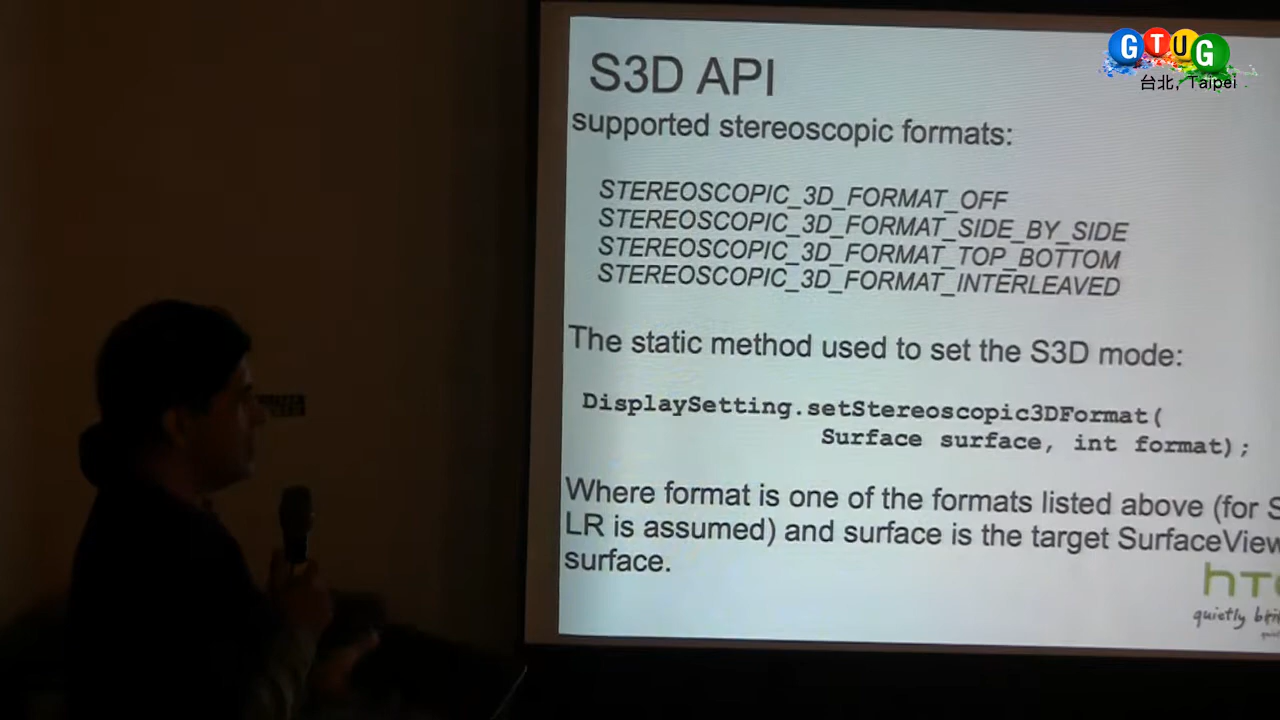 GTUG
台北, Taipei
S3D API
supported stereoscopic formats:
STEREOSCOPIC_3D_FORMAT_OFF
STEREOSCOPIC_3D_FORMAT_SIDE_BY_SIDE
STEREOSCOPIC_3D_FORMAT_TOP_BOTTOM
STEREOSCOPIC_3D_FORMAT_INTERLEAVED
The static method used to set the S3D mode:
DisplaySetting.setStereoscopic3DFormat(
Surface surface, int format);
Where format is one of the formats listed above (for S
LR is assumed) and surface is the target SurfaceView
surface.
htc
quietly